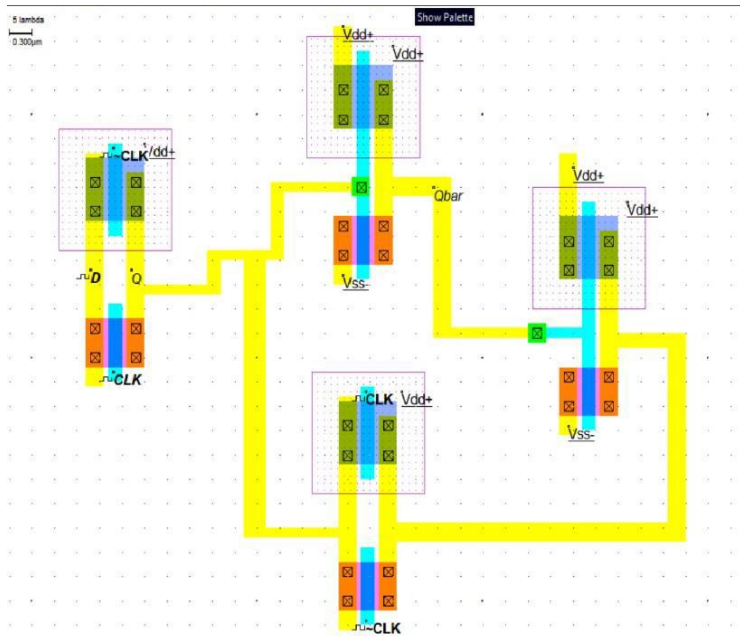 5 lambda
0.300µm
Show Palette
Vdd+
Vdd+
~CLK
/dd+
Qbar
Vdd+
Vdd+
D
Q
Vss-
CLK
CLK
Vdd+
Vss-
~CLK